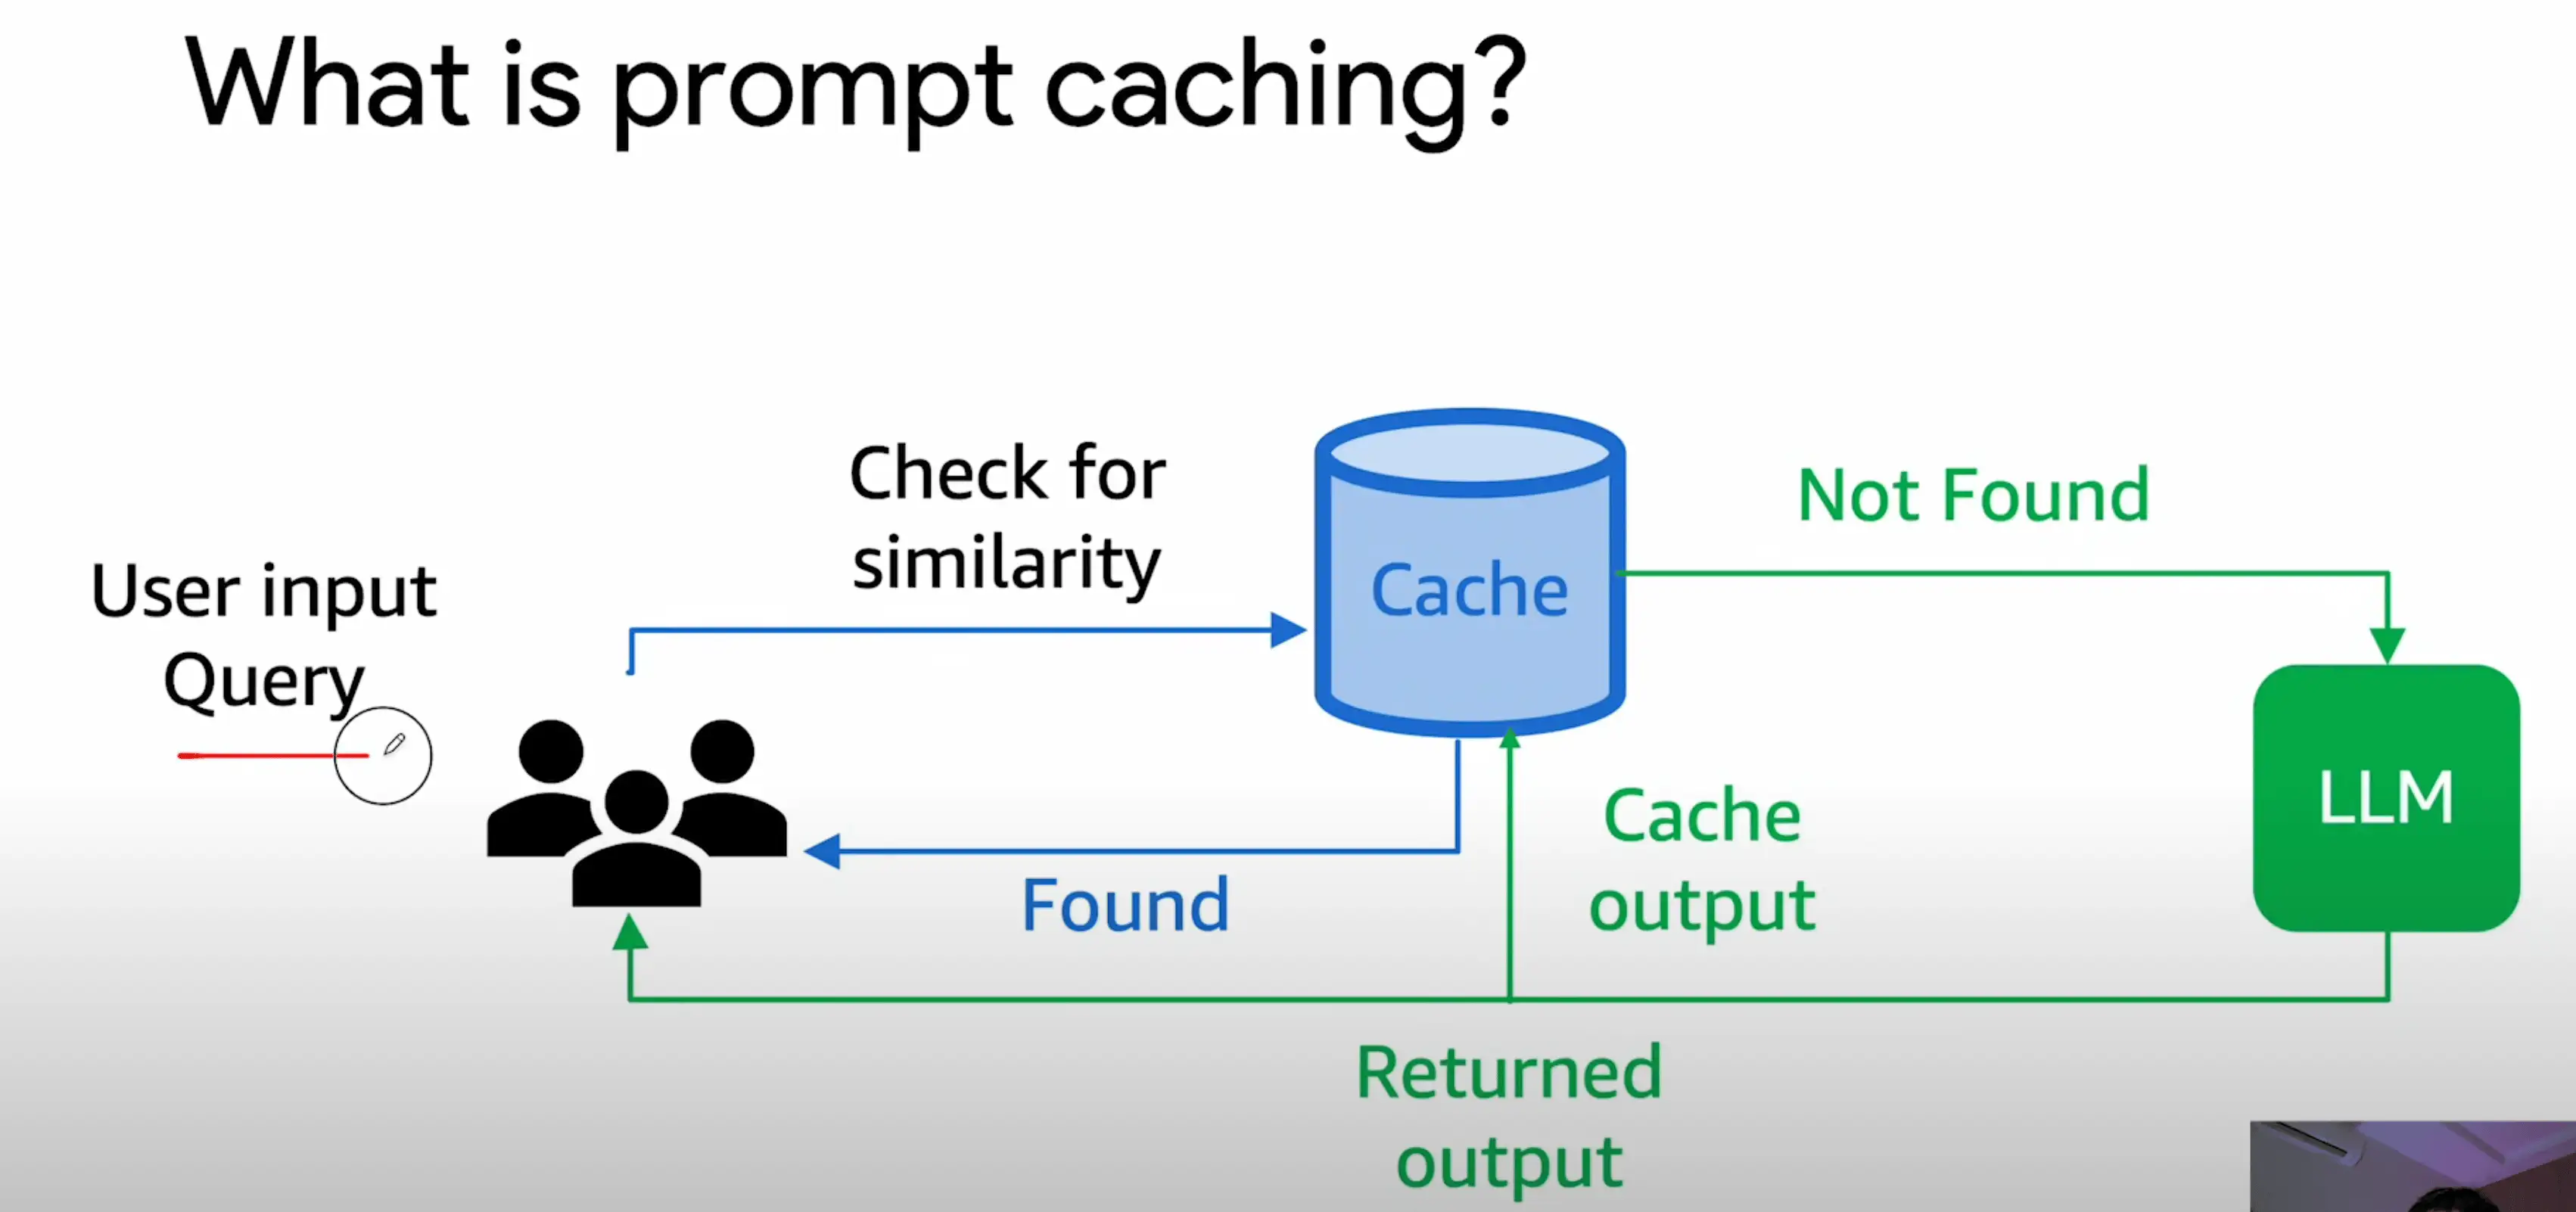 What is prompt caching?
Check for
similarity
User input
Query
Cache
Not Found
LLM
Found
Cache
output
Returned
output